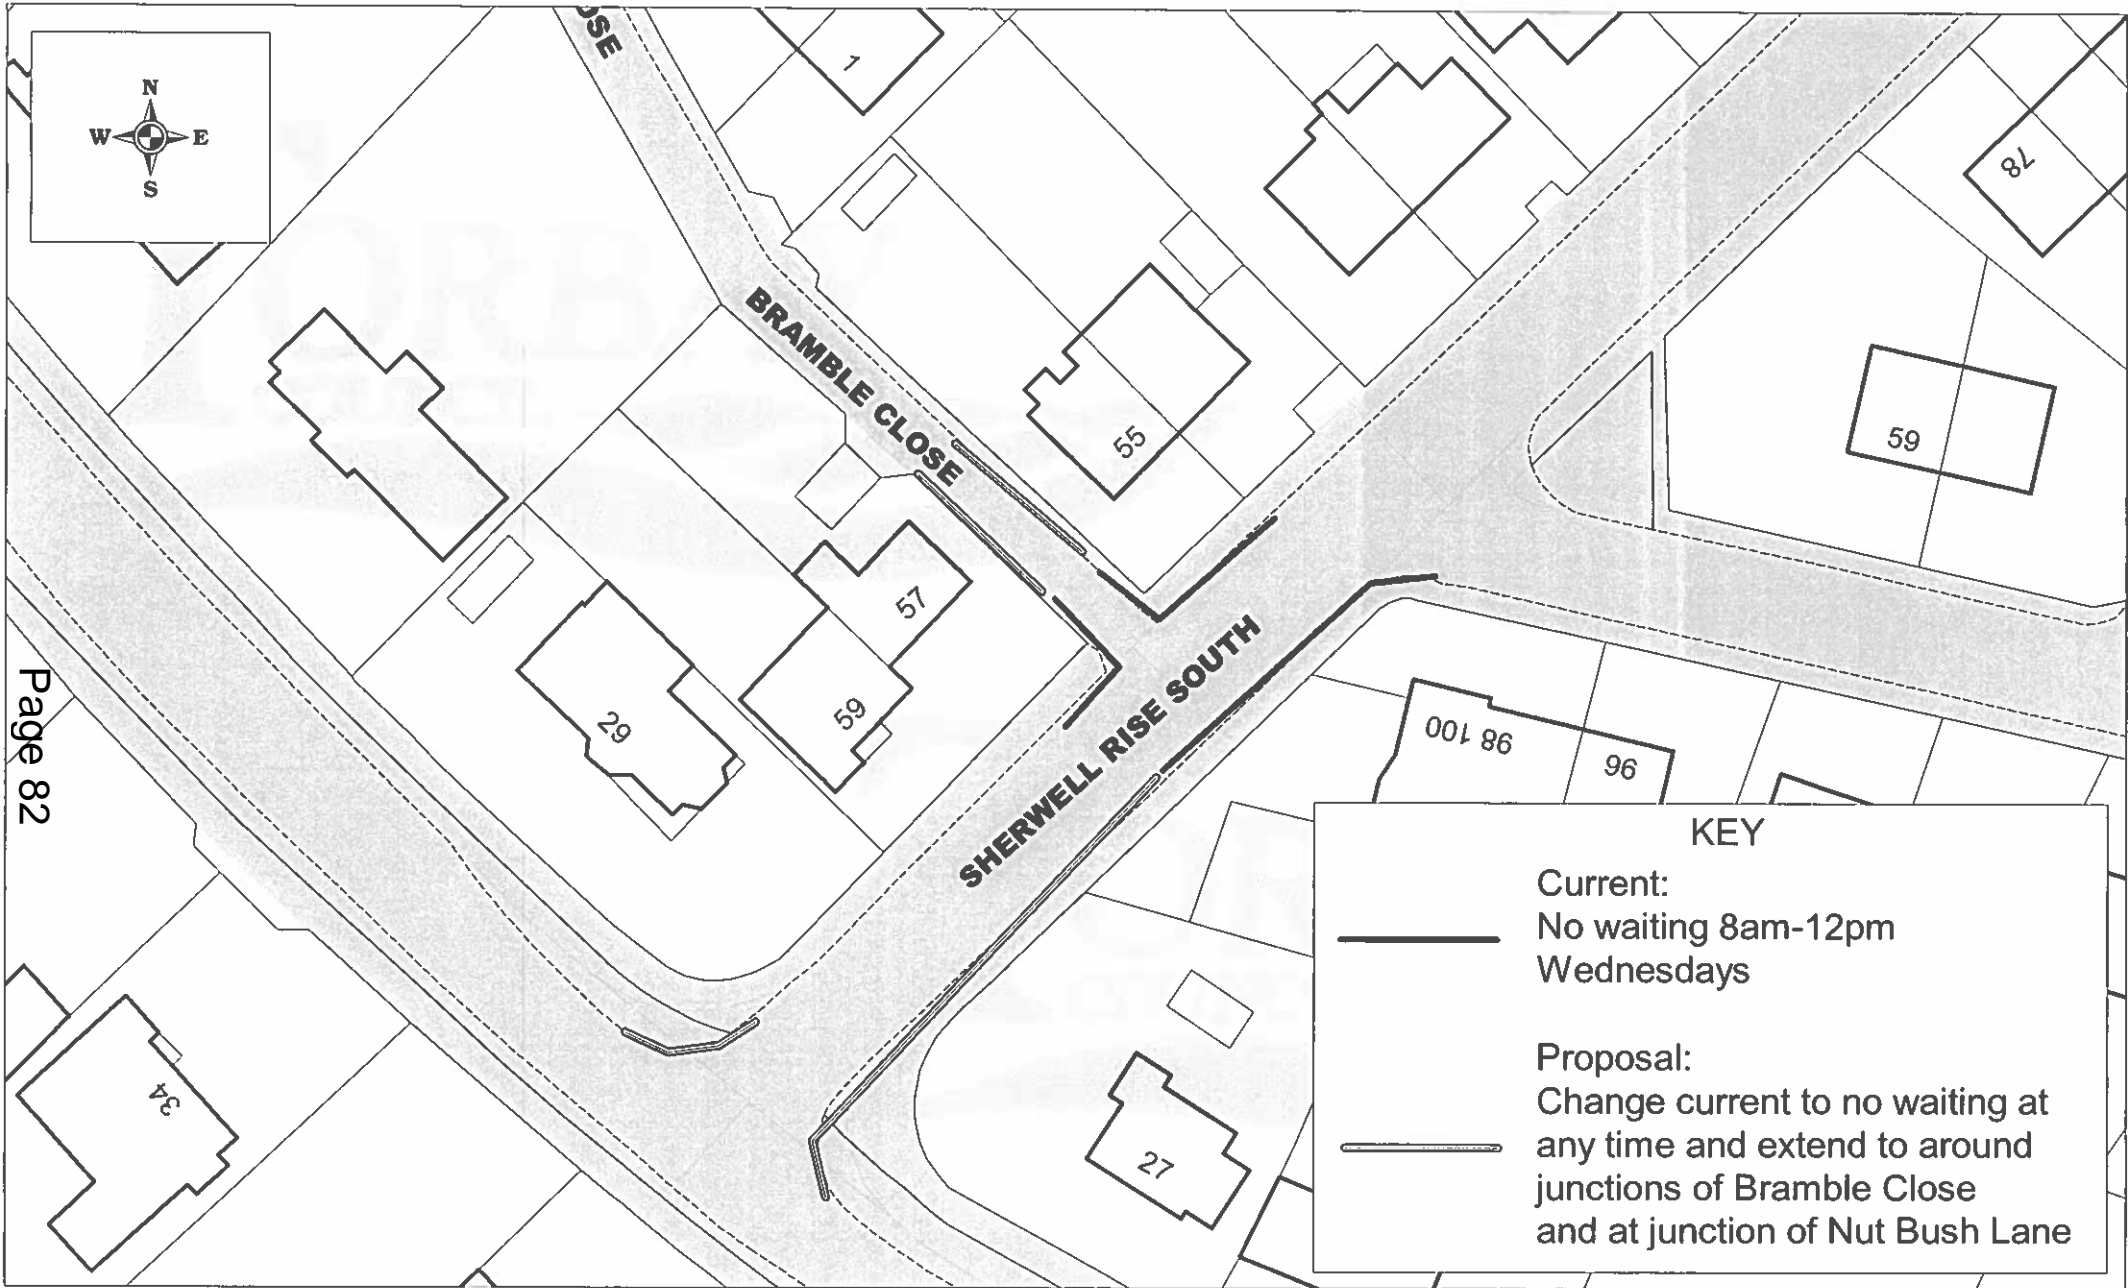 N
W E
S
OSE
1
78
BRAMBLE CLOSE
55
59
57
59
29
SHERWELL RISE SOUTH
98 100
96
34
27
Page 82
KEY
Current:
No waiting 8am-12pm
Wednesdays
Proposal:
Change current to no waiting at
any time and extend to around
junctions of Bramble Close
and at junction of Nut Bush Lane